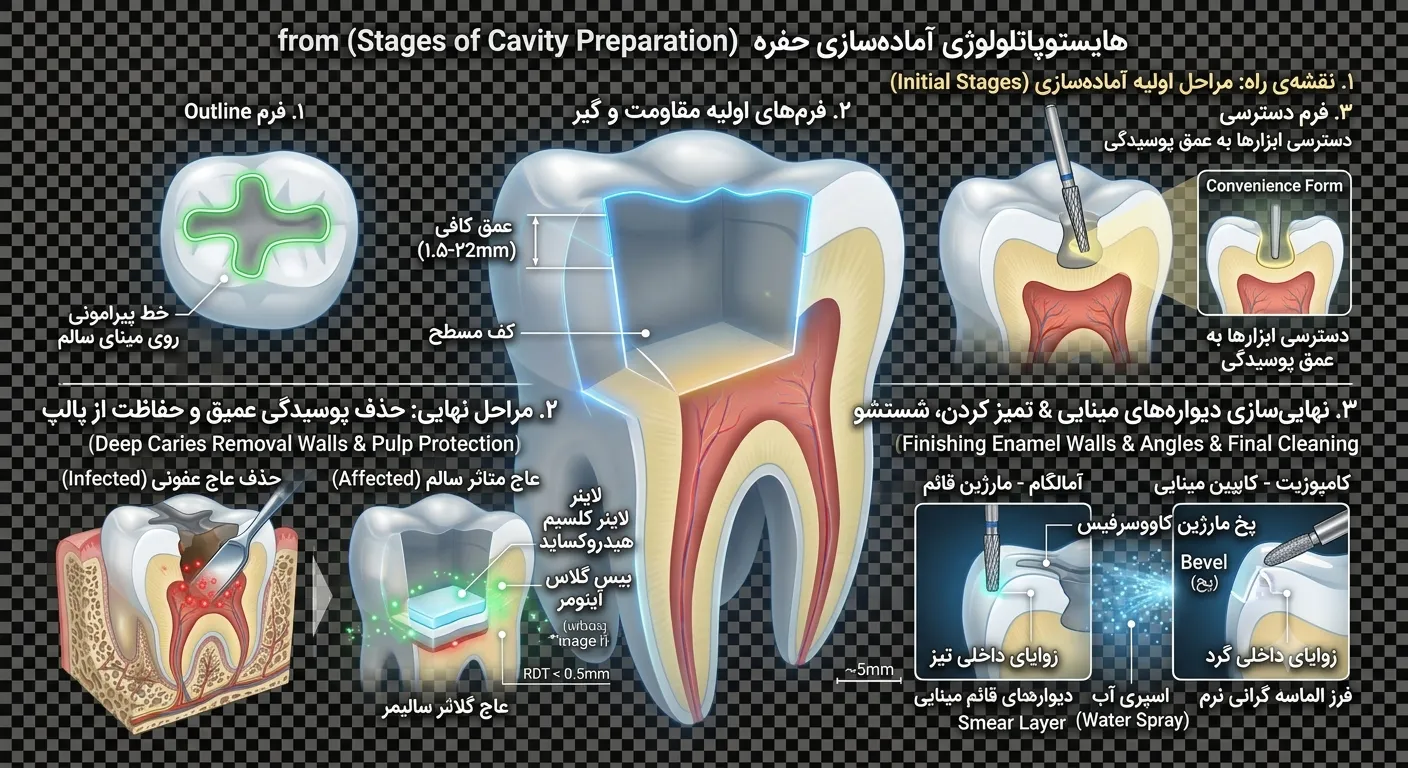 هایستوپاتلولوژی آماده‌سازی حفره from (Stages of Cavity Preparation)
۱. نقشه‌ی راه: مراحل اولیه آماده‌سازی (Initial Stages)
۱. فرم Outline
خط پیرامونی
روی مینای سالم
۲. فرم‌های اولیه مقاومت و گیر
عمق کافی
(۱.۵-۲2mm)
کف مسطح
۳. فرم دسترسی
دسترسی ابزارها به عمق پوسیدگی
Convenience Form
دسترسی ابزارها به
عمق پوسیدگی
۲. مراحل نهایی: حذف پوسیدگی عمیق و حفاظت از پالپ
(Deep Caries Removal Walls & Pulp Protection)
حذف عاج عفونی (Infected)
عاج متاثر سالم (Affected)
لاینر
لاینر کلسیم
هیدروکساید
بیس گلاس
آینومر
RDT < 0.5mm
عاج گلاثر سالیمر
~5mm
۳. نهایی‌سازی دیواره‌های مینایی & تمیز کردن، شستشو
(Finishing Enamel Walls & Angles & Final Cleaning
آمالگام - مارژین قائم
کامپوزیت - کاپین مینایی
پخ مارژین کاووسرفیس
Bevel
(پخ)
زوایای داخلی تیز
زوایای داخلی گرد
دیوارهای قائم مینایی
Smear Layer
اسپری آب
(Water Spray)
فرز الماسه گرانی نرم